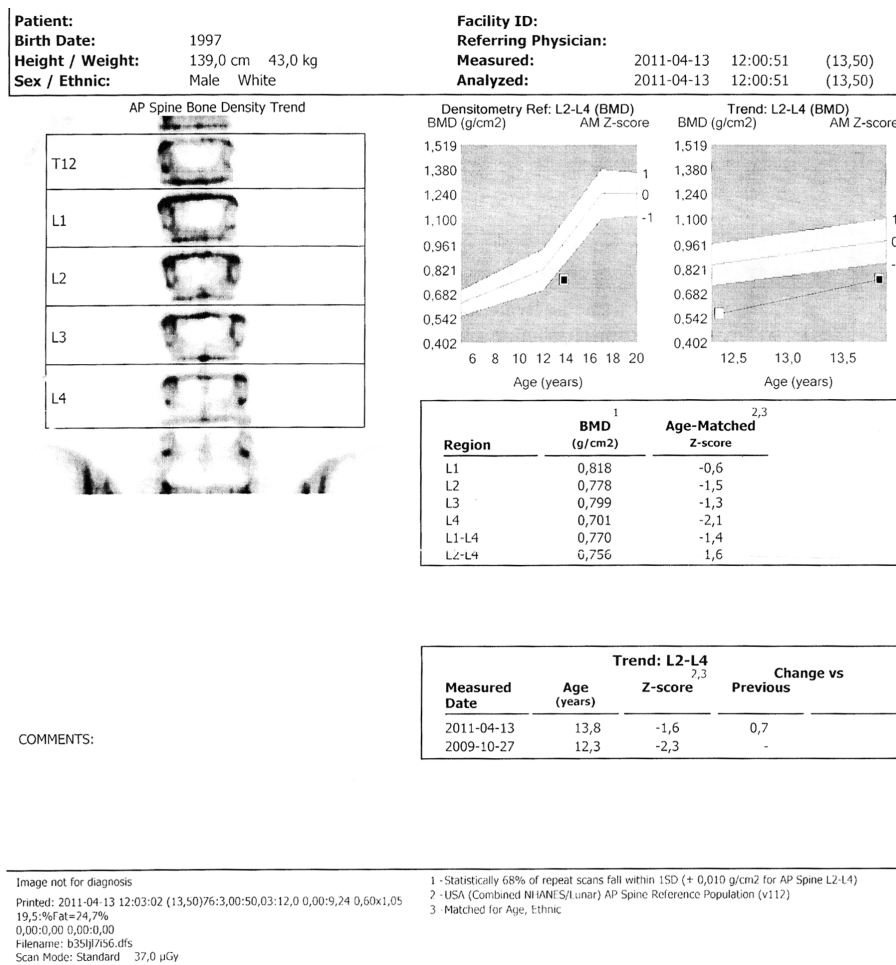 Patient: Facility ID:
Birth Date: 1997 Referring Physician:
Height / Weight: 139,0 cm 43,0 kg Measured: 2011-04-13 12:00:51 (13,50)
Sex / Ethnic: Male White Analyzed: 2011-04-13 12:00:51 (13,50)
AP Spine Bone Density Trend
T12
L1
L2
L3
L4
Densitometry Ref: L2-L4 (BMD)
BMD (g/cm2) AM Z-score
1,519
1,380 1
1,240 0
1,100 -1
0,961
0,821
0,682
0,542
0,402
6 8 10 12 14 16 18 20
Age (years)
Trend: L2-L4 (BMD)
BMD (g/cm2) AM Z-score
1,519
1,380
1,240
1,100 1
0,961 0
0,821
0,682
0,542
0,402
12,5 13,0 13,5
Age (years)
1 2,3
BMD Age-Matched
Region (g/cm2) Z-score
L1 0,818 -0,6
L2 0,778 -1,5
L3 0,799 -1,3
L4 0,701 -2,1
L1-L4 0,770 -1,4
L2-L4 0,756 1,6
Trend: L2-L4
2,3 Change vs
Measured Age Z-score Previous
Date (years)
2011-04-13 13,8 -1,6 0,7
2009-10-27 12,3 -2,3 -
COMMENTS:
Image not for diagnosis
Printed: 2011-04-13 12:03:02 (13,50)76:3,00:50,03:12,0 0,00:9,24 0,60x1,05
19,5:%Fat=24,7%
0,00:0,00 0,00:0,00
Filename: b35ljl7i56.dfs
Scan Mode: Standard 37,0 µGy
1 -Statistically 68% of repeat scans fall within 1SD (± 0,010 g/cm2 for AP Spine L2-L4)
2 -USA (Combined NHANES/Lunar) AP Spine Reference Population (v112)
3 -Matched for Age, Ethnic